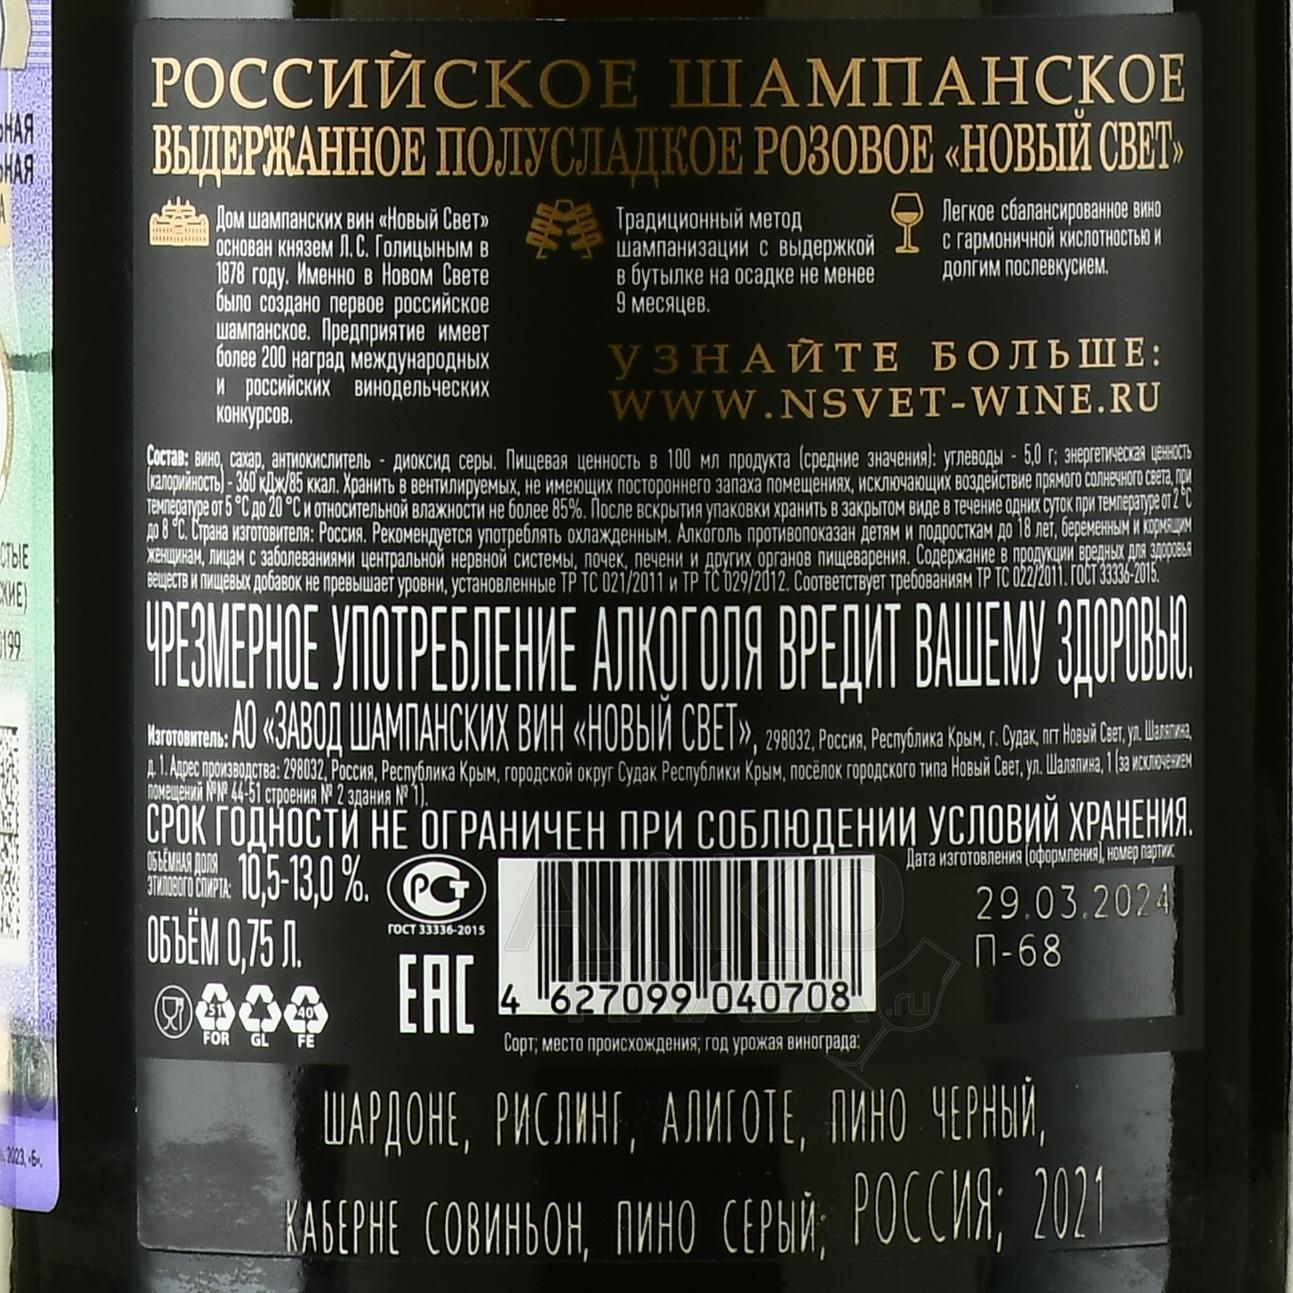 РОССИЙСКОЕ ШАМПАНСКОЕ
ВЫДЕРЖАННОЕ ПОЛУСЛАДКОЕ РОЗОВОЕ «НОВЫЙ СВЕТ»
Дом шампанских вин «Новый Свет»
основан князем Л.С. Голицыным в
1878 году. Именно в Новом Свете
было создано первое российское
шампанское. Предприятие имеет
более 200 наград международных
и российских винодельческих
конкурсов.
Традиционный метод
шампанизации с выдержкой
в бутылке на осадке не менее
9 месяцев.
Легкое сбалансированное вино
с гармоничной кислотностью и
долгим послевкусием.
УЗНАЙТЕ БОЛЬШЕ:
WWW.NSVET-WINE.RU
Состав: вино, сахар, антиокислитель - диоксид серы. Пищевая ценность в 100 мл продукта (средние значения): углеводы - 5,0 г; энергетическая ценность
(калорийность) - 360 кДж/85 ккал. Хранить в вентилируемых, не имеющих постороннего запаха помещениях, исключающих воздействие прямого солнечного света, при
температуре от 5 °С до 20 °С и относительной влажности не более 85%. После вскрытия упаковки хранить в закрытом виде в течение одних суток при температуре от 2 °С
до 8 °С. Страна изготовителя: Россия. Рекомендуется употреблять охлажденным. Алкоголь противопоказан детям и подросткам до 18 лет, беременным и кормящим
женщинам, лицам с заболеваниями центральной нервной системы, почек, печени и других органов пищеварения. Содержание в продукции вредных для здоровья
веществ и пищевых добавок не превышает уровни, установленные ТР ТС 021/2011 и ТР ТС 029/2012. Соответствует требованиям ТР ТС 022/2011. ГОСТ 33336-2015.
ЧРЕЗМЕРНОЕ УПОТРЕБЛЕНИЕ АЛКОГОЛЯ ВРЕДИТ ВАШЕМУ ЗДОРОВЬЮ.
Изготовитель: АО «ЗАВОД ШАМПАНСКИХ ВИН «НОВЫЙ СВЕТ», 298032, Россия, Республика Крым, г. Судак, пгт Новый Свет, ул. Шаляпина,
д. 1. Адрес производства: 298032, Россия, Республика Крым, городской округ Судак Республики Крым, посёлок городского типа Новый Свет, ул. Шаляпина, 1 (за исключением
помещений №№ 44-51 строения № 2 здания № 1).
СРОК ГОДНОСТИ НЕ ОГРАНИЧЕН ПРИ СОБЛЮДЕНИИ УСЛОВИЙ ХРАНЕНИЯ.
ОБЪЁМНАЯ ДОЛЯ
ЭТИЛОВОГО СПИРТА: 10,5-13,0 %.
ОБЪЁМ 0,75 Л.
РСТ
ГОСТ 33336-2015
ЕАС
51
FOR
GL
40
FE
4 627099 040708
Дата изготовления (оформления), номер партии:
29.03.2024
П-68
Сорт; место происхождения; год урожая винограда:
ШАРДОНЕ, РИСЛИНГ, АЛИГОТЕ, ПИНО ЧЕРНЫЙ,
КАБЕРНЕ СОВИНЬОН, ПИНО СЕРЫЙ; РОССИЯ; 2021
АЛКО
ПЛАЗА.ru
ЬНАЯ
ЬНАЯ
СТЫЕ
СКИЕ)
0199
2023, «Б».